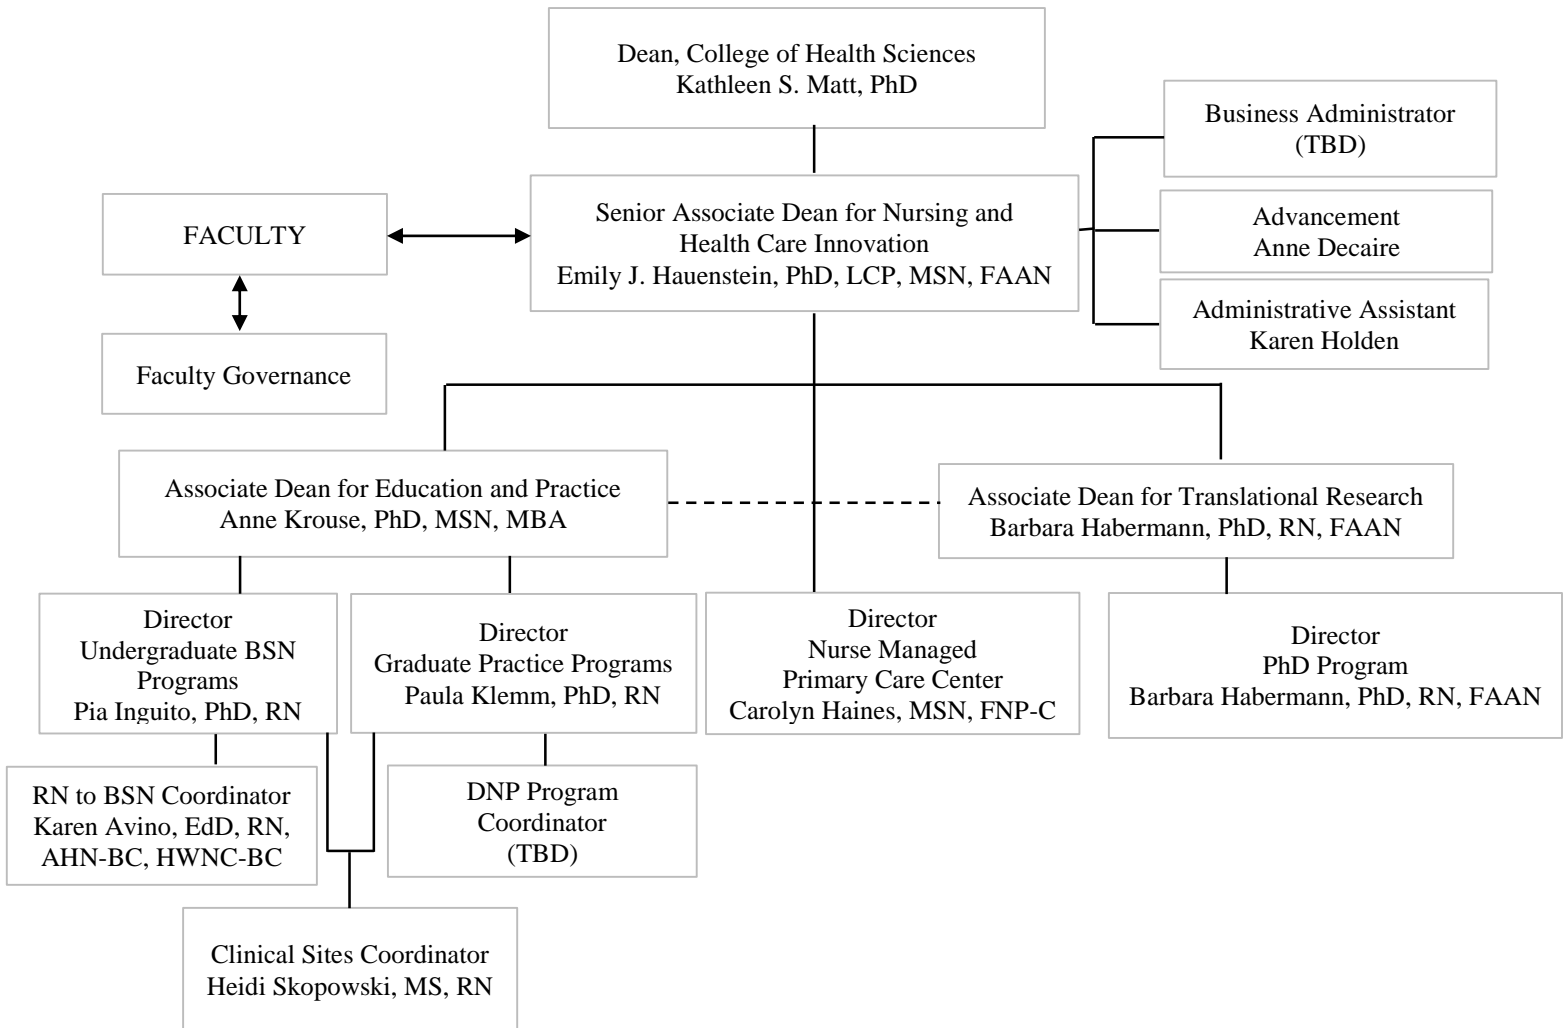 Dean, College of Health Sciences
Kathleen S. Matt, PhD
Business Administrator
(TBD)
Senior Associate Dean for Nursing and
Health Care Innovation
Emily J. Hauenstein, PhD, LCP, MSN, FAAN
FACULTY
Advancement
Anne Decaire
Administrative Assistant
Karen Holden
Faculty Governance
Associate Dean for Education and Practice
Anne Krouse, PhD, MSN, MBA
Associate Dean for Translational Research
Barbara Habermann, PhD, RN, FAAN
Director
Undergraduate BSN
Programs
Pia Inguito, PhD, RN
Director
Graduate Practice Programs
Paula Klemm, PhD, RN
Director
Nurse Managed
Primary Care Center
Carolyn Haines, MSN, FNP-C
Director
PhD Program
Barbara Habermann, PhD, RN, FAAN
RN to BSN Coordinator
Karen Avino, EdD, RN,
AHN-BC, HWNC-BC
DNP Program
Coordinator
(TBD)
Clinical Sites Coordinator
Heidi Skopowski, MS, RN